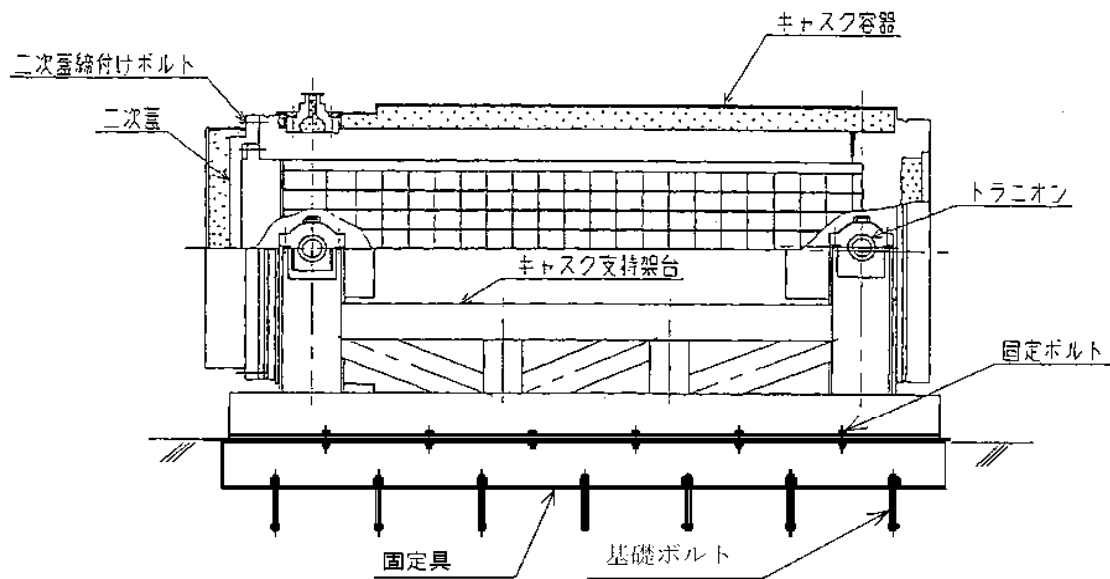 キャスク容器
二次蓋締付けボルト
二次蓋
トラニオン
キャスク支持架台
固定ボルト
固定具
基礎ボルト